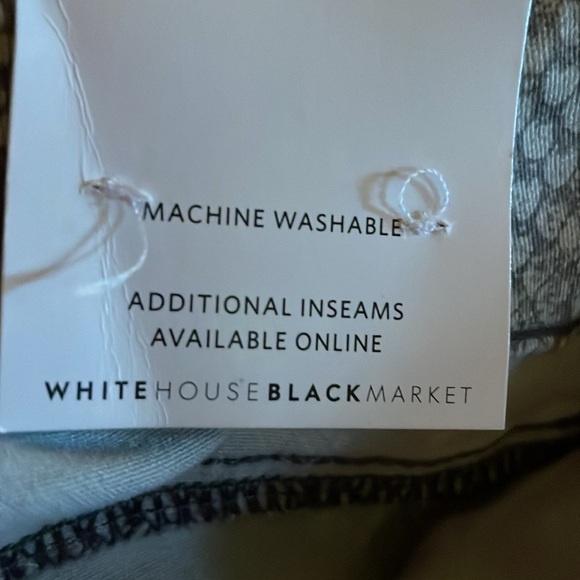 MACHINE WASHABLE
ADDITIONAL INSEAMS
AVAILABLE ONLINE
WHITEHOUSEBLACKMARKET